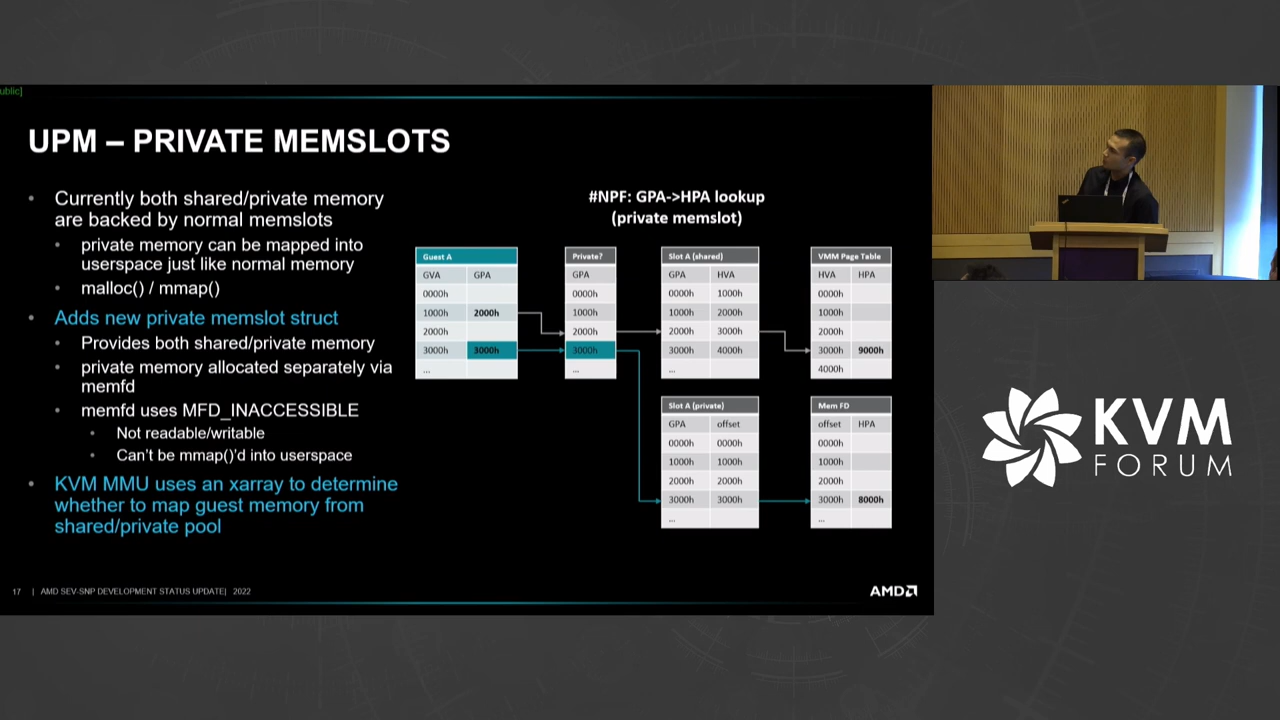 ublic]
UPM – PRIVATE MEMSLOTS
• Currently both shared/private memory
are backed by normal memslots
• private memory can be mapped into
userspace just like normal memory
• malloc() / mmap()
• Adds new private memslot struct
• Provides both shared/private memory
• private memory allocated separately via
memfd
• memfd uses MFD_INACCESSIBLE
• Not readable/writable
• Can't be mmap()'d into userspace
• KVM MMU uses an xarray to determine
whether to map guest memory from
shared/private pool
#NPF: GPA->HPA lookup
(private memslot)
Guest A
GVA GPA
0000h
1000h 2000h
2000h
3000h 3000h
...
Private?
GPA
0000h
1000h
2000h
3000h
...
Slot A (shared)
GPA HVA
0000h 1000h
1000h 2000h
2000h 3000h
3000h 4000h
...
VMM Page Table
HVA HPA
0000h
1000h
2000h
3000h 9000h
4000h
Slot A (private)
GPA offset
0000h 0000h
1000h 1000h
2000h 2000h
3000h 3000h
...
Mem FD
offset HPA
0000h
1000h
2000h
3000h 8000h
...
17 | AMD SEV-SNP DEVELOPMENT STATUS UPDATE| 2022
AMD
KVM
FORUM